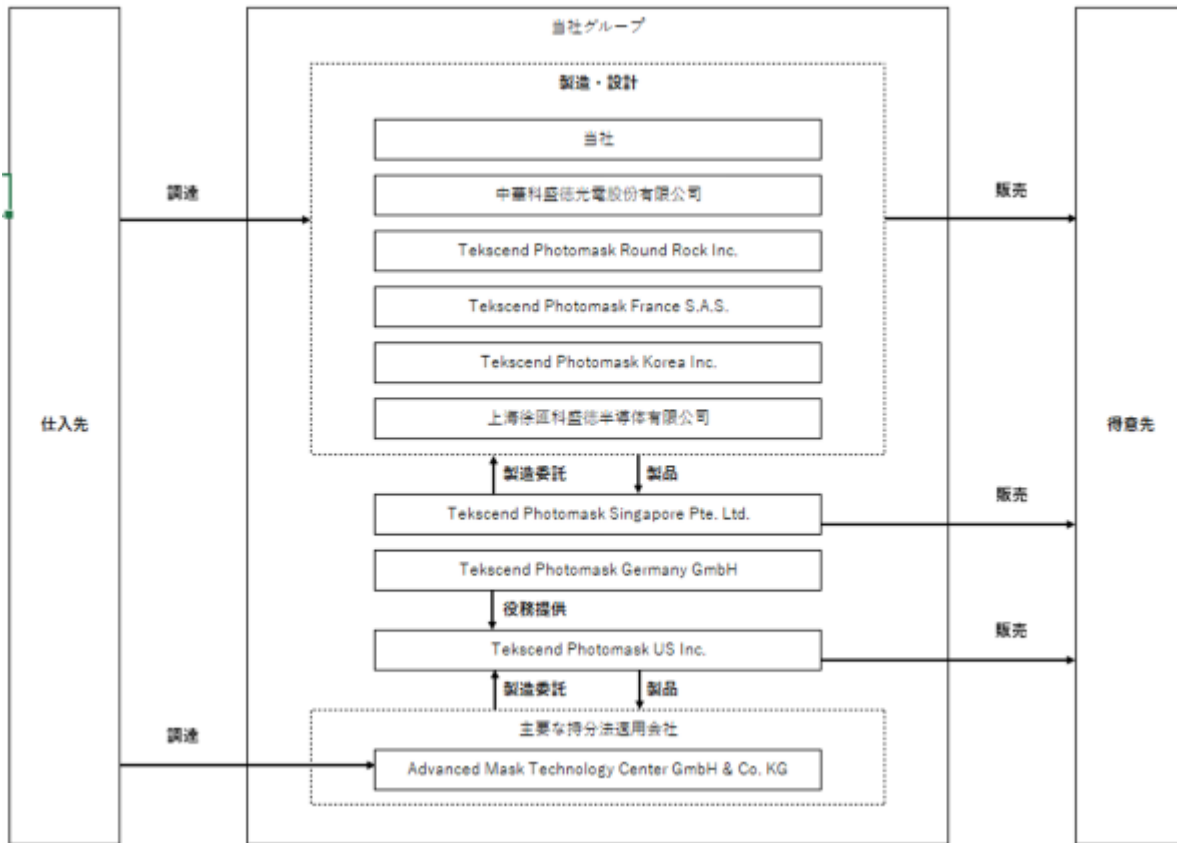 当社グループ
製造・設計
当社
中華科盛徳光電股份有限公司
Tekscend Photomask Round Rock Inc.
Tekscend Photomask France S.A.S.
Tekscend Photomask Korea Inc.
上海徐匯科盛徳半導体有限公司
調達
販売
仕入先
得意先
製造委託
製品
Tekscend Photomask Singapore Pte. Ltd.
販売
Tekscend Photomask Germany GmbH
役務提供
販売
Tekscend Photomask US Inc.
製造委託
製品
主要な持分法適用会社
調達
Advanced Mask Technology Center GmbH & Co. KG